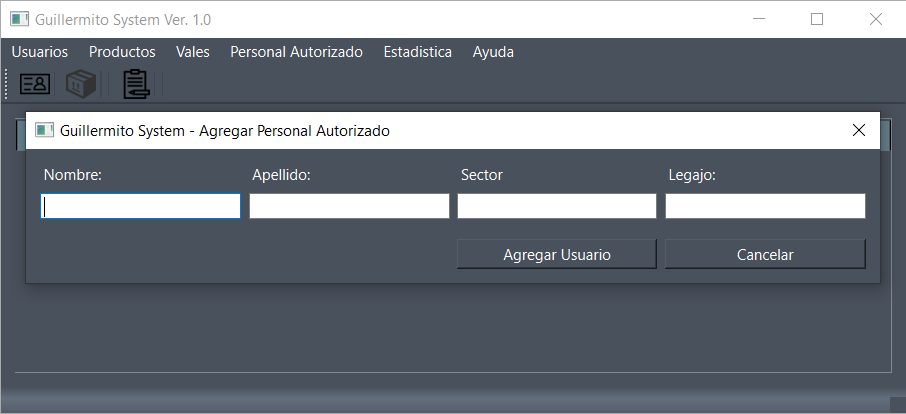 Guillermito System Ver. 1.0
Usuarios Productos Vales Personal Autorizado Estadistica Ayuda
Guillermito System - Agregar Personal Autorizado
Nombre: Apellido: Sector Legajo:
Agregar Usuario Cancelar